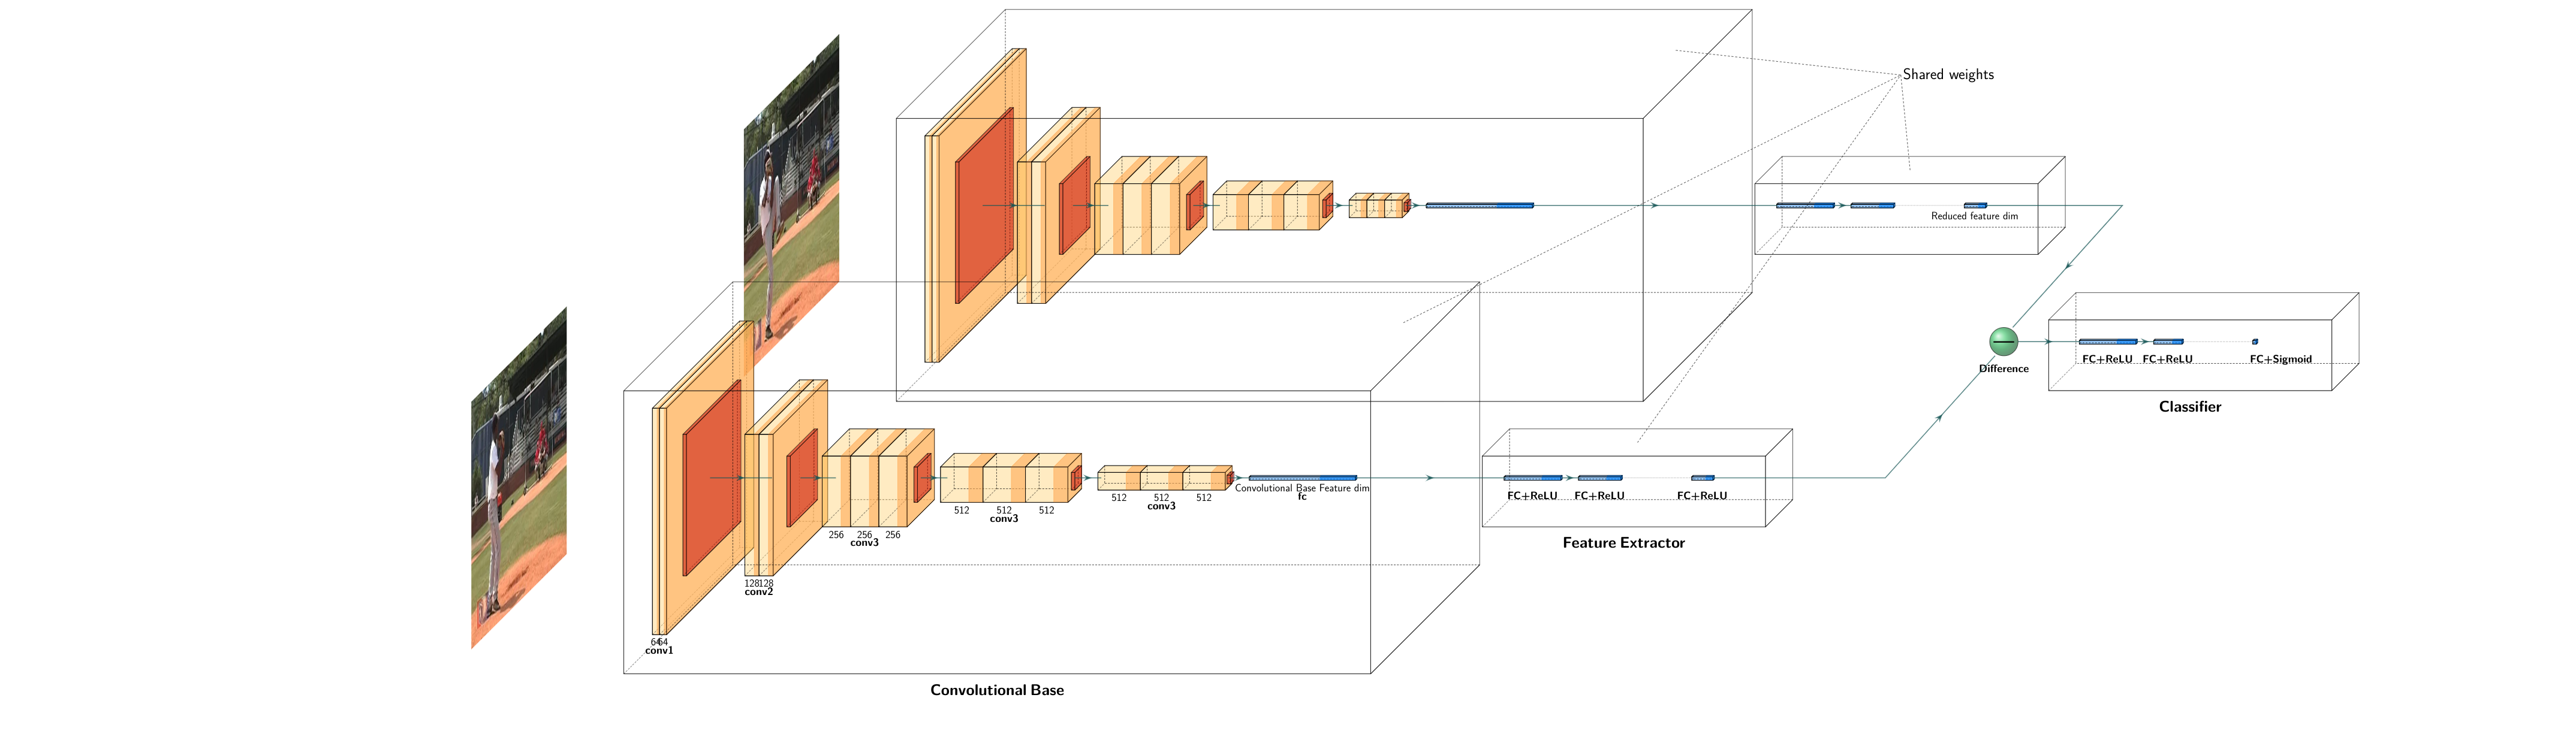 Shared weights
Reduced feature dim
FC+ReLU FC+ReLU FC+Sigmoid
Difference
Classifier
Convolutional Base Feature dim
fc
512 512 512
conv3
512 512 512
conv3
256 256 256
conv3
128 128
conv2
64 64
conv1
FC+ReLU FC+ReLU FC+ReLU
Feature Extractor
Convolutional Base